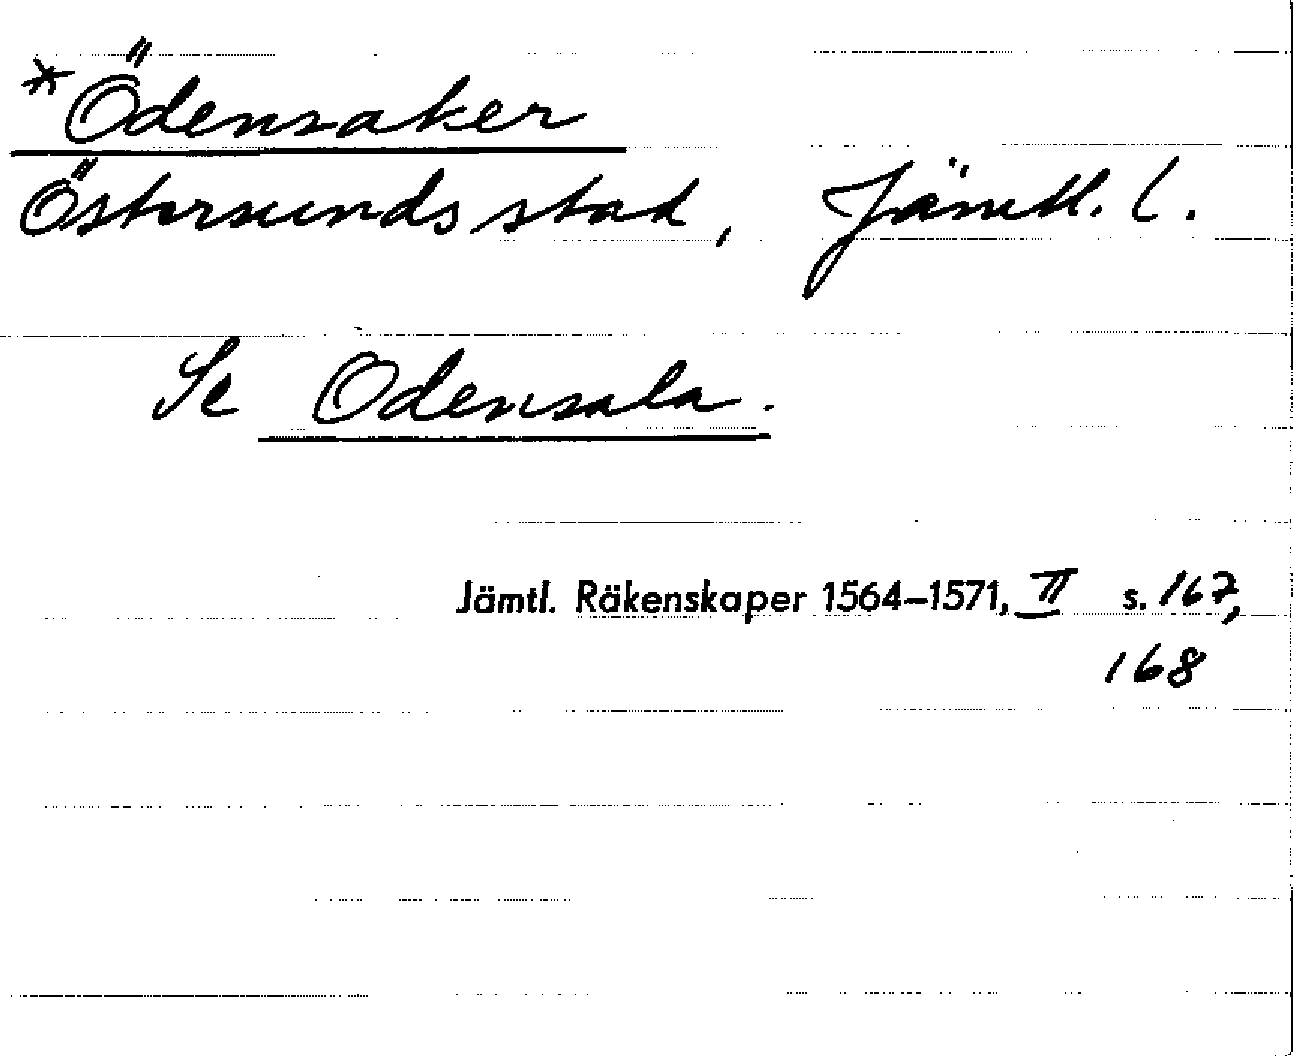 *Ödensaker
Östersunds stad, Jämtl. l.
Se Odensala.
Jämtl. Räkenskaper 1564–1571, II s. 167,
168